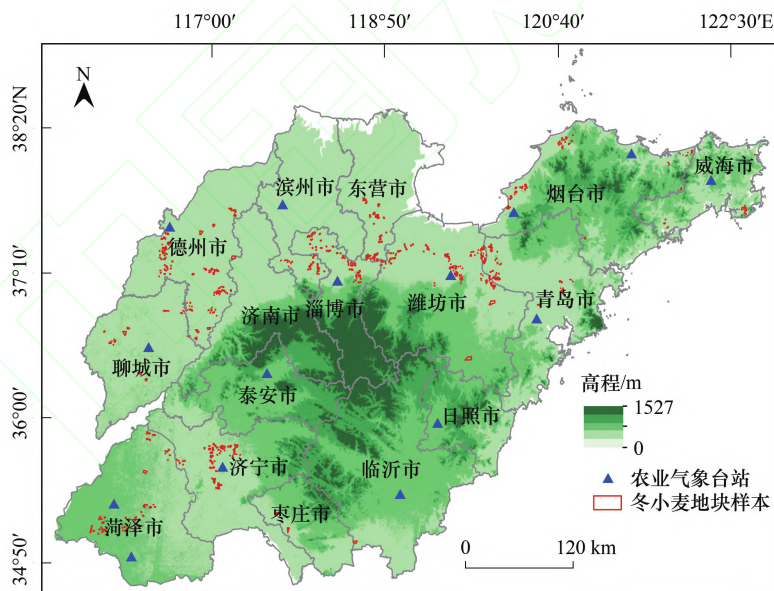 117°00′ 118°50′ 120°40′ 122°30′E
N
38°20′N
37°10′
36°00′
34°50′
滨州市
东营市
烟台市
威海市
德州市
济南市
淄博市
潍坊市
青岛市
聊城市
泰安市
日照市
济宁市
临沂市
枣庄市
菏泽市
高程/m
1527
0
农业气象台站
冬小麦地块样本
0 120 km